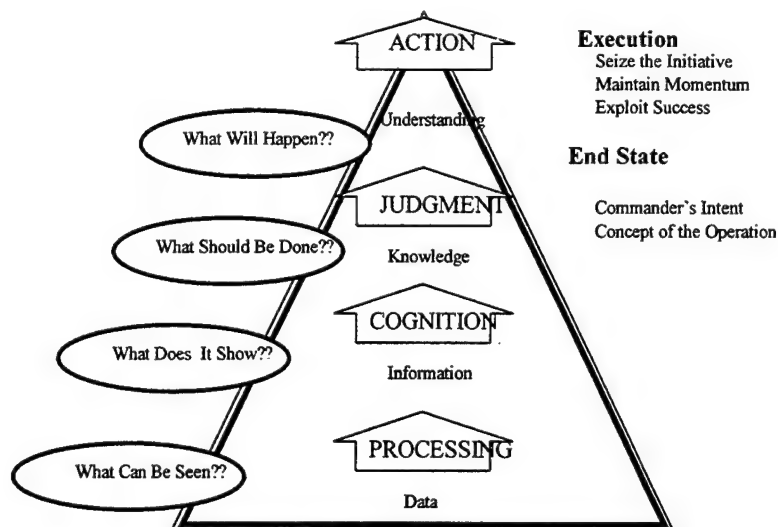 ACTION
Execution
Seize the Initiative
Maintain Momentum
Exploit Success
Understanding
What Will Happen??
End State
JUDGMENT
Commander's Intent
Concept of the Operation
What Should Be Done??
Knowledge
COGNITION
What Does It Show??
Information
PROCESSING
What Can Be Seen??
Data